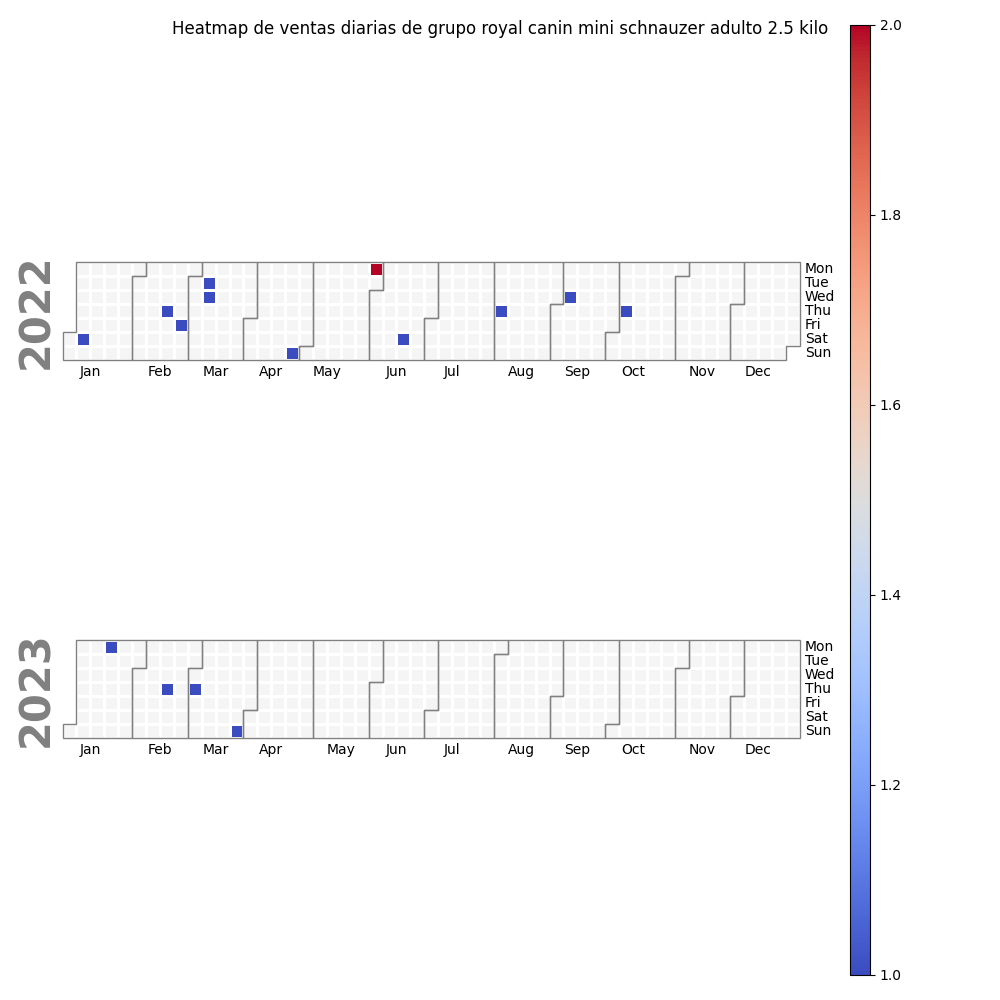 Heatmap de ventas diarias de grupo royal canin mini schnauzer adulto 2.5 kilo
2.0
1.8
1.6
1.4
1.2
1.0
2022
Mon
Tue
Wed
Thu
Fri
Sat
Sun
Jan Feb Mar Apr May Jun Jul Aug Sep Oct Nov Dec
2023
Mon
Tue
Wed
Thu
Fri
Sat
Sun
Jan Feb Mar Apr May Jun Jul Aug Sep Oct Nov Dec